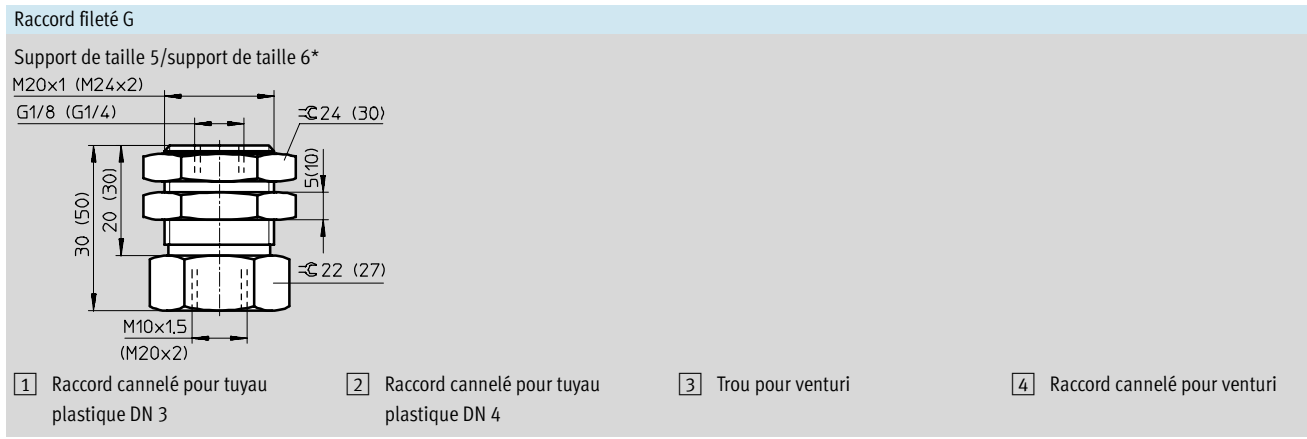 Raccord fileté G
Support de taille 5/support de taille 6*
M20x1 (M24x2)
G1/8 (G1/4)
24 (30)
5(10)
20 (30)
30 (50)
22 (27)
M10x1,5
(M20x2)
1 Raccord cannelé pour tuyau
plastique DN 3
2 Raccord cannelé pour tuyau
plastique DN 4
3 Trou pour venturi
4 Raccord cannelé pour venturi